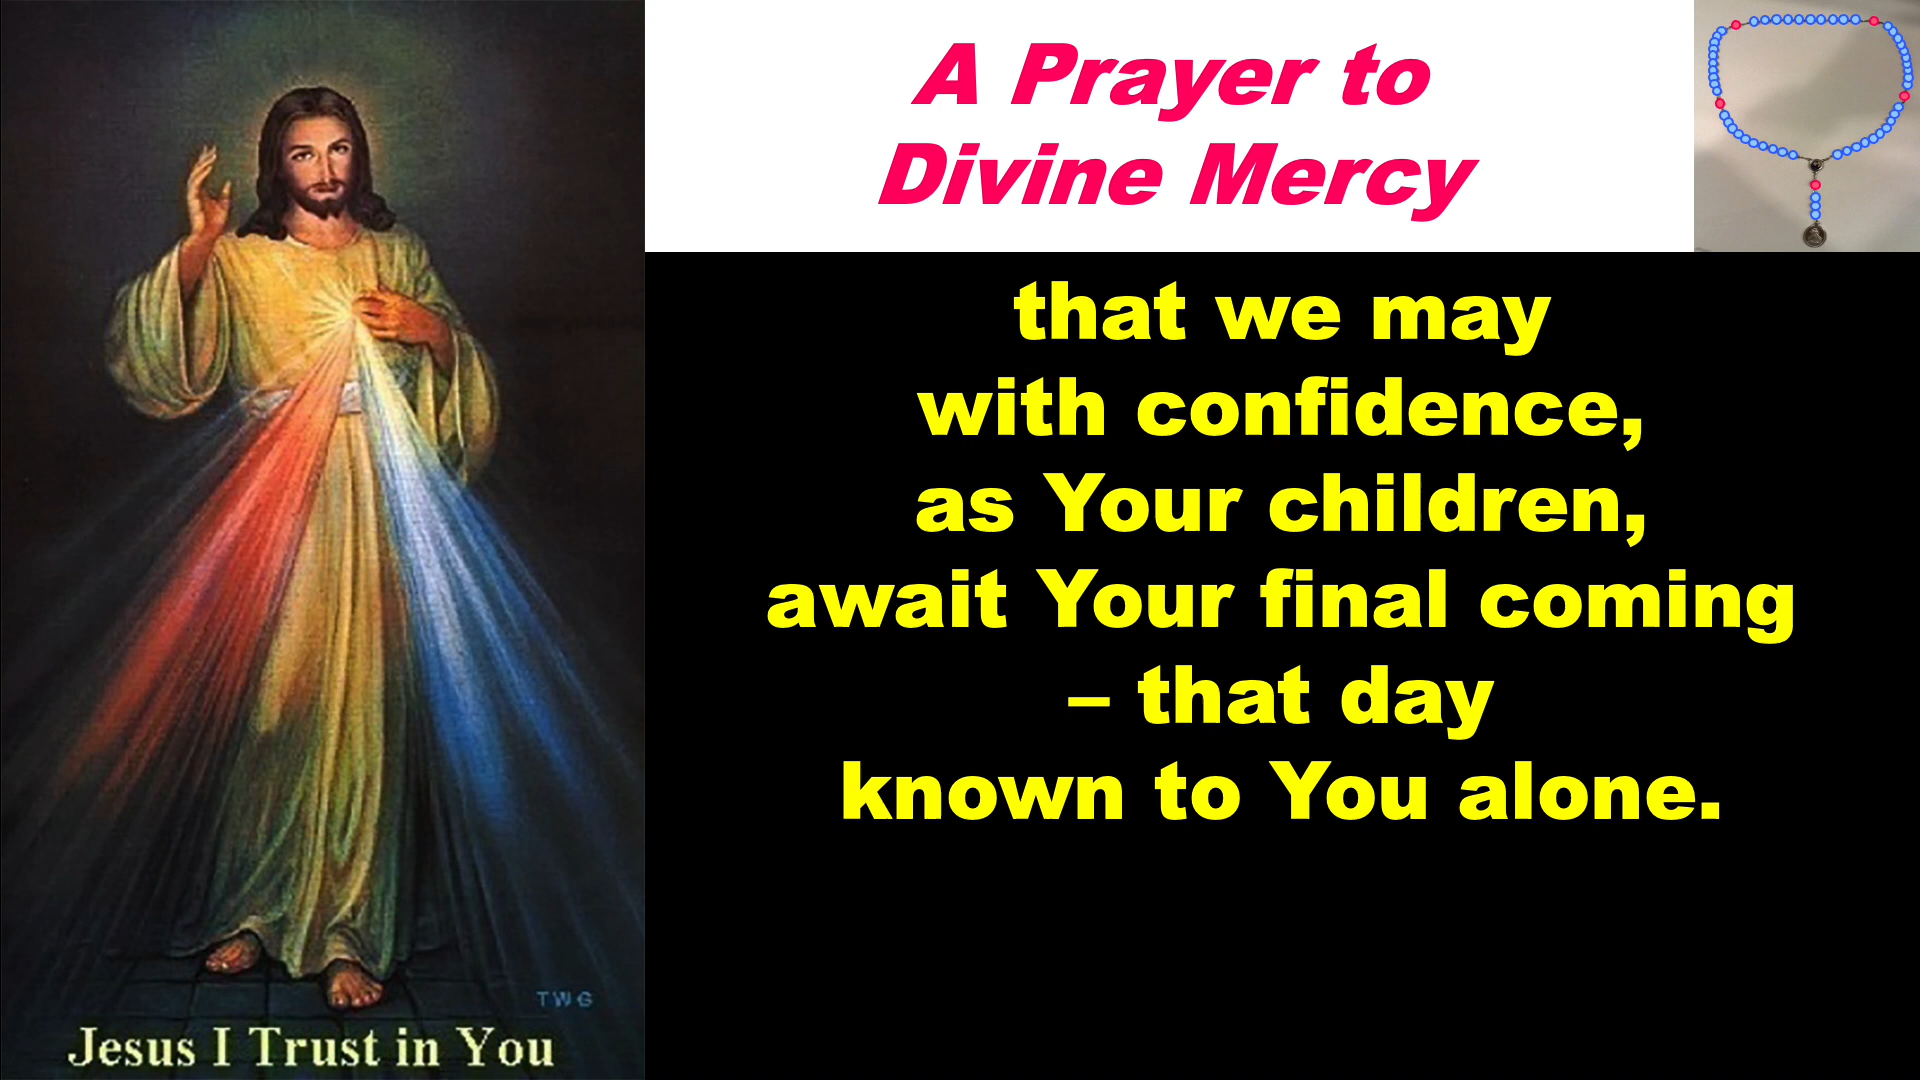 A Prayer to
Divine Mercy
that we may
with confidence,
as Your children,
await Your final coming
– that day
known to You alone.
TWG
Jesus I Trust in You